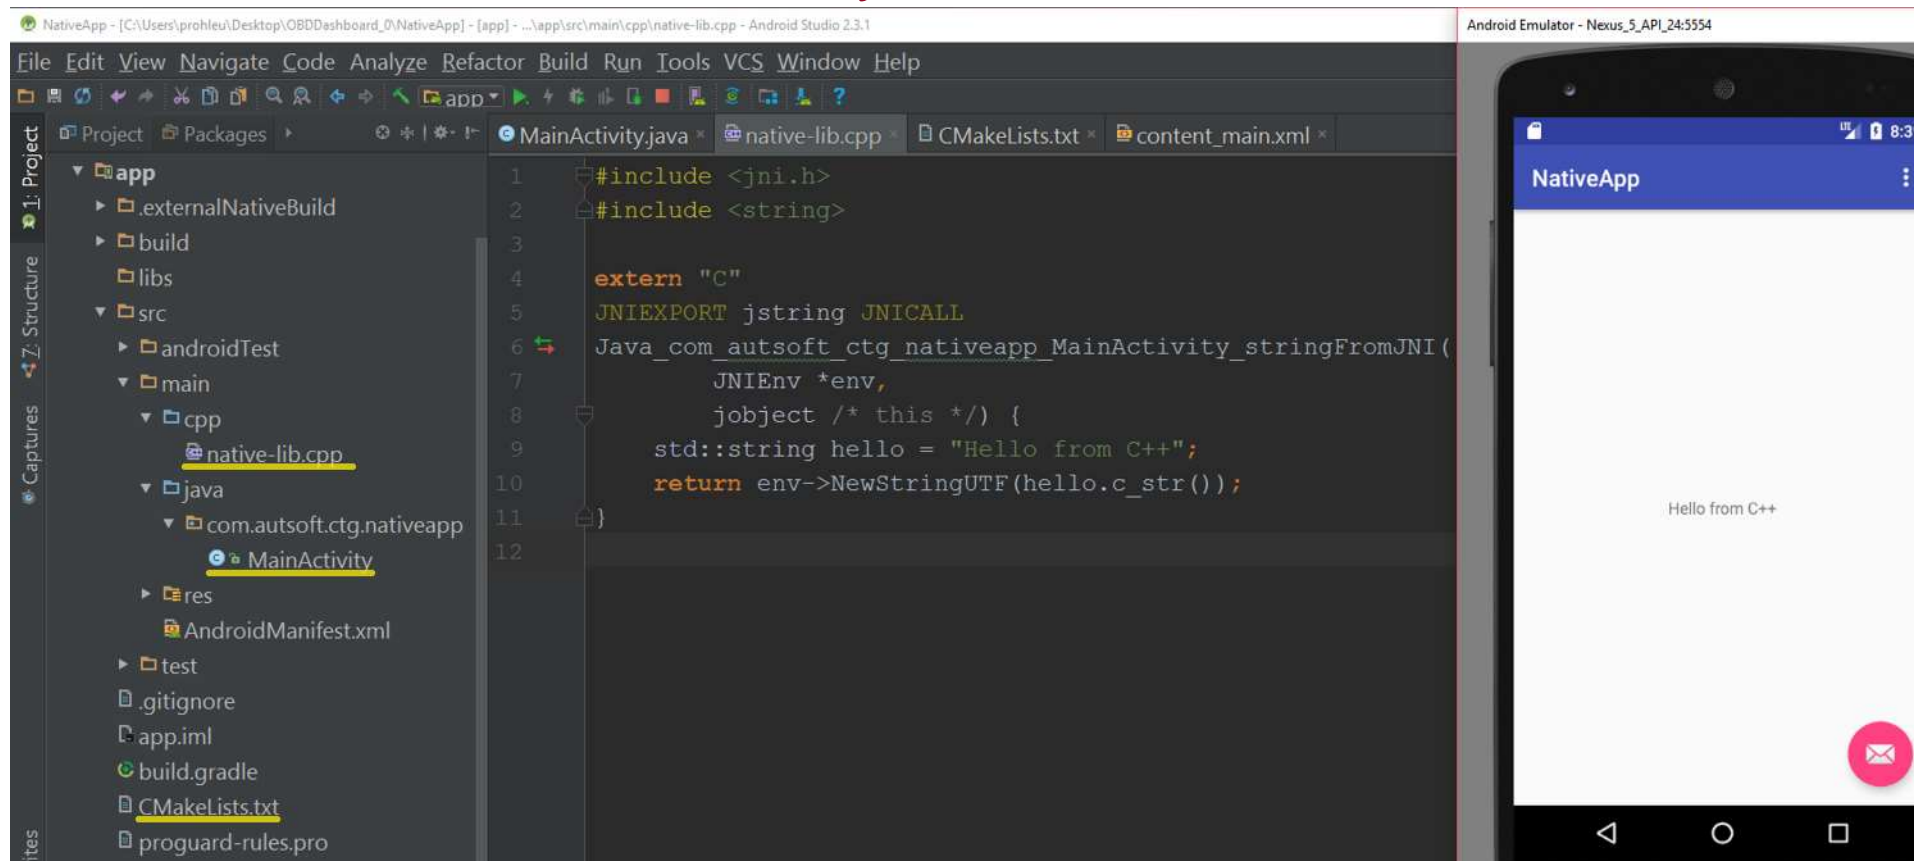 NativeApp - [C:\Users\prohleu\Desktop\OBDDashboard_0\NativeApp] - [app] - ...\app\src\main\cpp\native-lib.cpp - Android Studio 2.3.1
File Edit View Navigate Code Analyze Refactor Build Run Tools VCS Window Help
app
Project Packages
MainActivity.java native-lib.cpp CMakeLists.txt content_main.xml
1: Project
7: Structure
Captures
app
.externalNativeBuild
build
libs
src
androidTest
main
cpp
native-lib.cpp
java
com.autsoft.ctg.nativeapp
MainActivity
res
AndroidManifest.xml
test
.gitignore
app.iml
build.gradle
CMakeLists.txt
proguard-rules.pro
1 #include <jni.h>
2 #include <string>
3
4 extern "C"
5 JNIEXPORT jstring JNICALL
6 Java_com_autsoft_ctg_nativeapp_MainActivity_stringFromJNI(
7 JNIEnv *env,
8 jobject /* this */) {
9 std::string hello = "Hello from C++";
10 return env->NewStringUTF(hello.c_str());
11 }
12
Android Emulator - Nexus_5_API_24:5554
LTE 8:3
NativeApp
Hello from C++